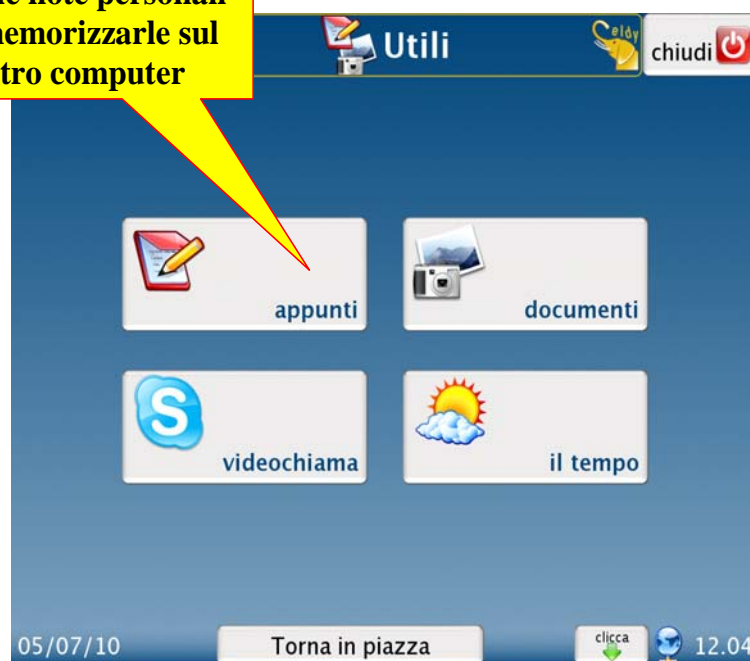 note personali
memorizzarle sul
tro computer
Utili
eldy
chiudi
appunti
documenti
S
videochiama
il tempo
05/07/10
Torna in piazza
clicca
12.04